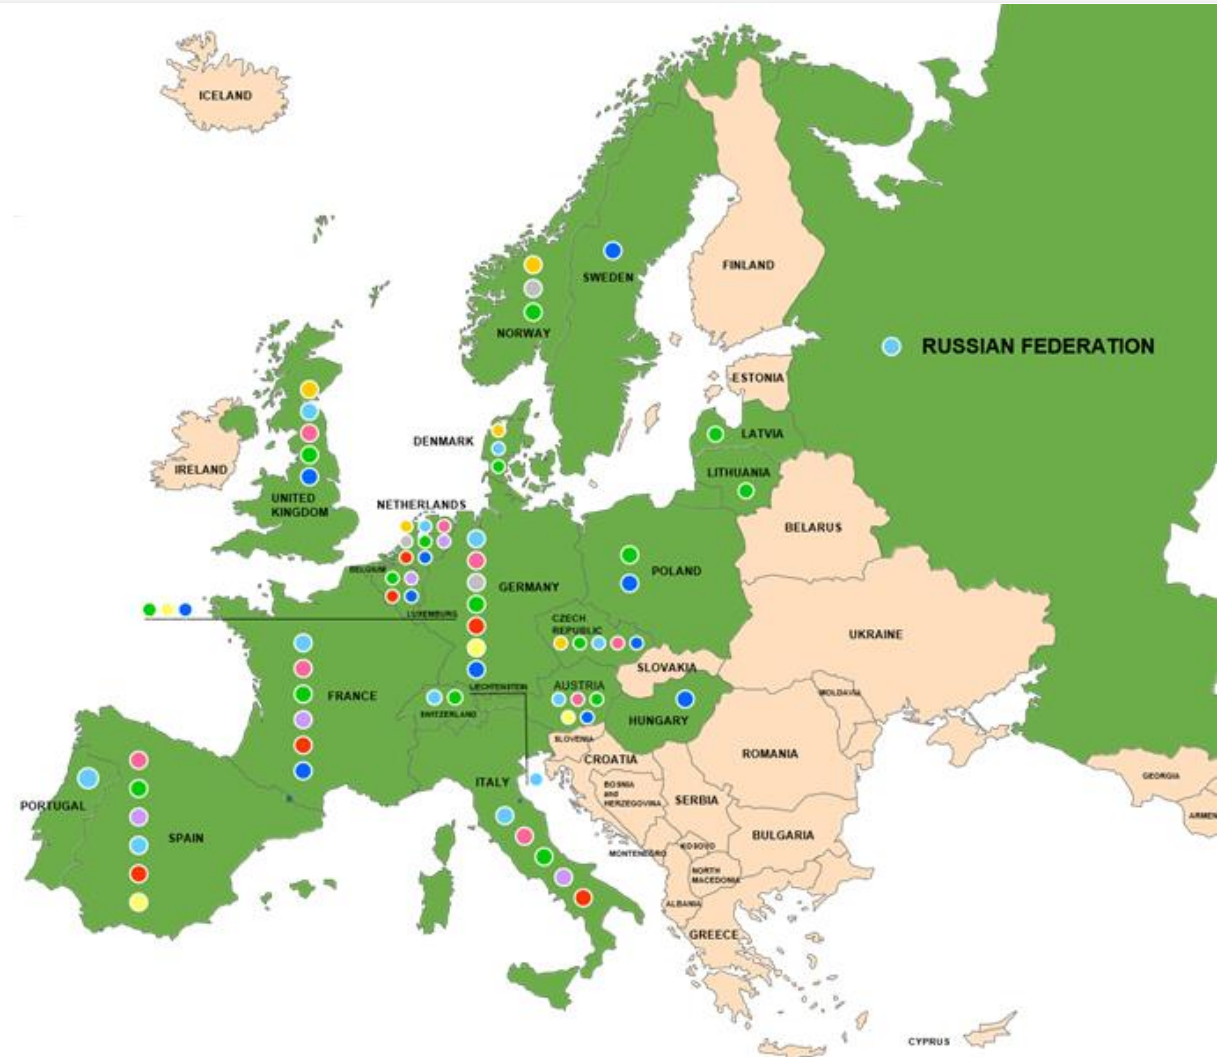 ICELAND
FINLAND
SWEDEN
NORWAY
RUSSIAN FEDERATION
ESTONIA
LATVIA
DENMARK
LITHUANIA
IRELAND
UNITED
KINGDOM
NETHERLANDS
BELARUS
BELGIUM
GERMANY
POLAND
LUXEMBURG
CZECH
REPUBLIC
UKRAINE
SLOVAKIA
FRANCE
LIECHTENSTEIN
AUSTRIA
MOLDAVIA
SWITZERLAND
HUNGARY
SLOVENIA
CROATIA
ROMANIA
GEORGIA
ITALY
BOSNIA
and
HERZEGOVINA
SERBIA
PORTUGAL
ARMEN
SPAIN
BULGARIA
MONTENEGRO
KOSOVO
NORTH
MACEDONIA
ALBANIA
GREECE
CYPRUS